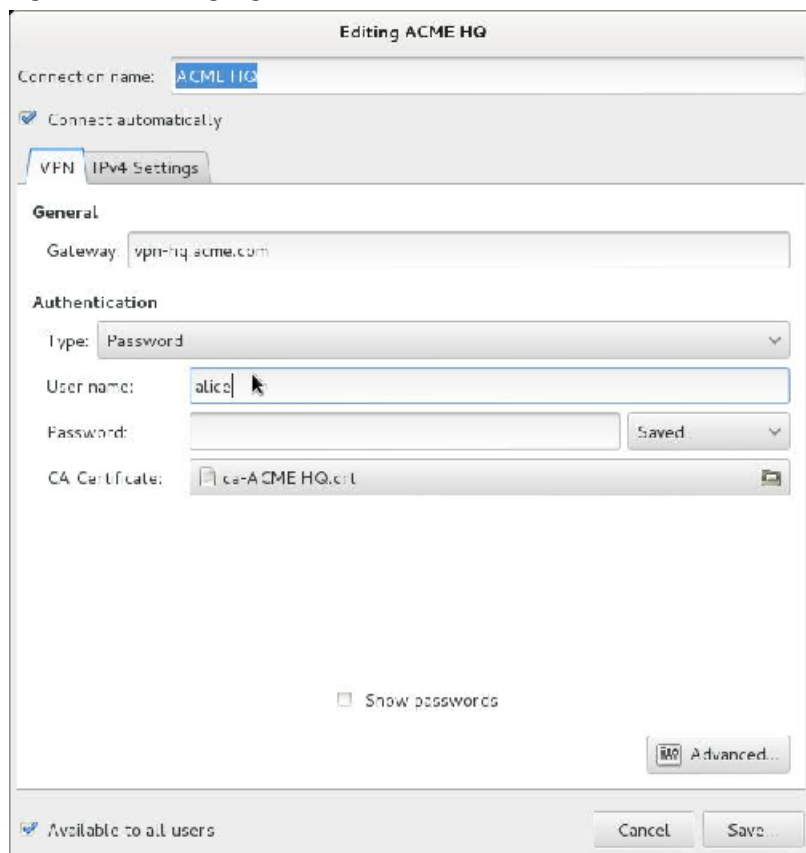 Editing ACME HQ
Connection name: ACME HQ
Connect automatically
VPN IPv4 Settings
General
Gateway: vpn-hq.acme.com
Authentication
Type: Password
User name: alice
Password: Saved
CA Certificate: ca-ACME HQ.crt
Show passwords
Advanced...
Available to all users Cancel Save...